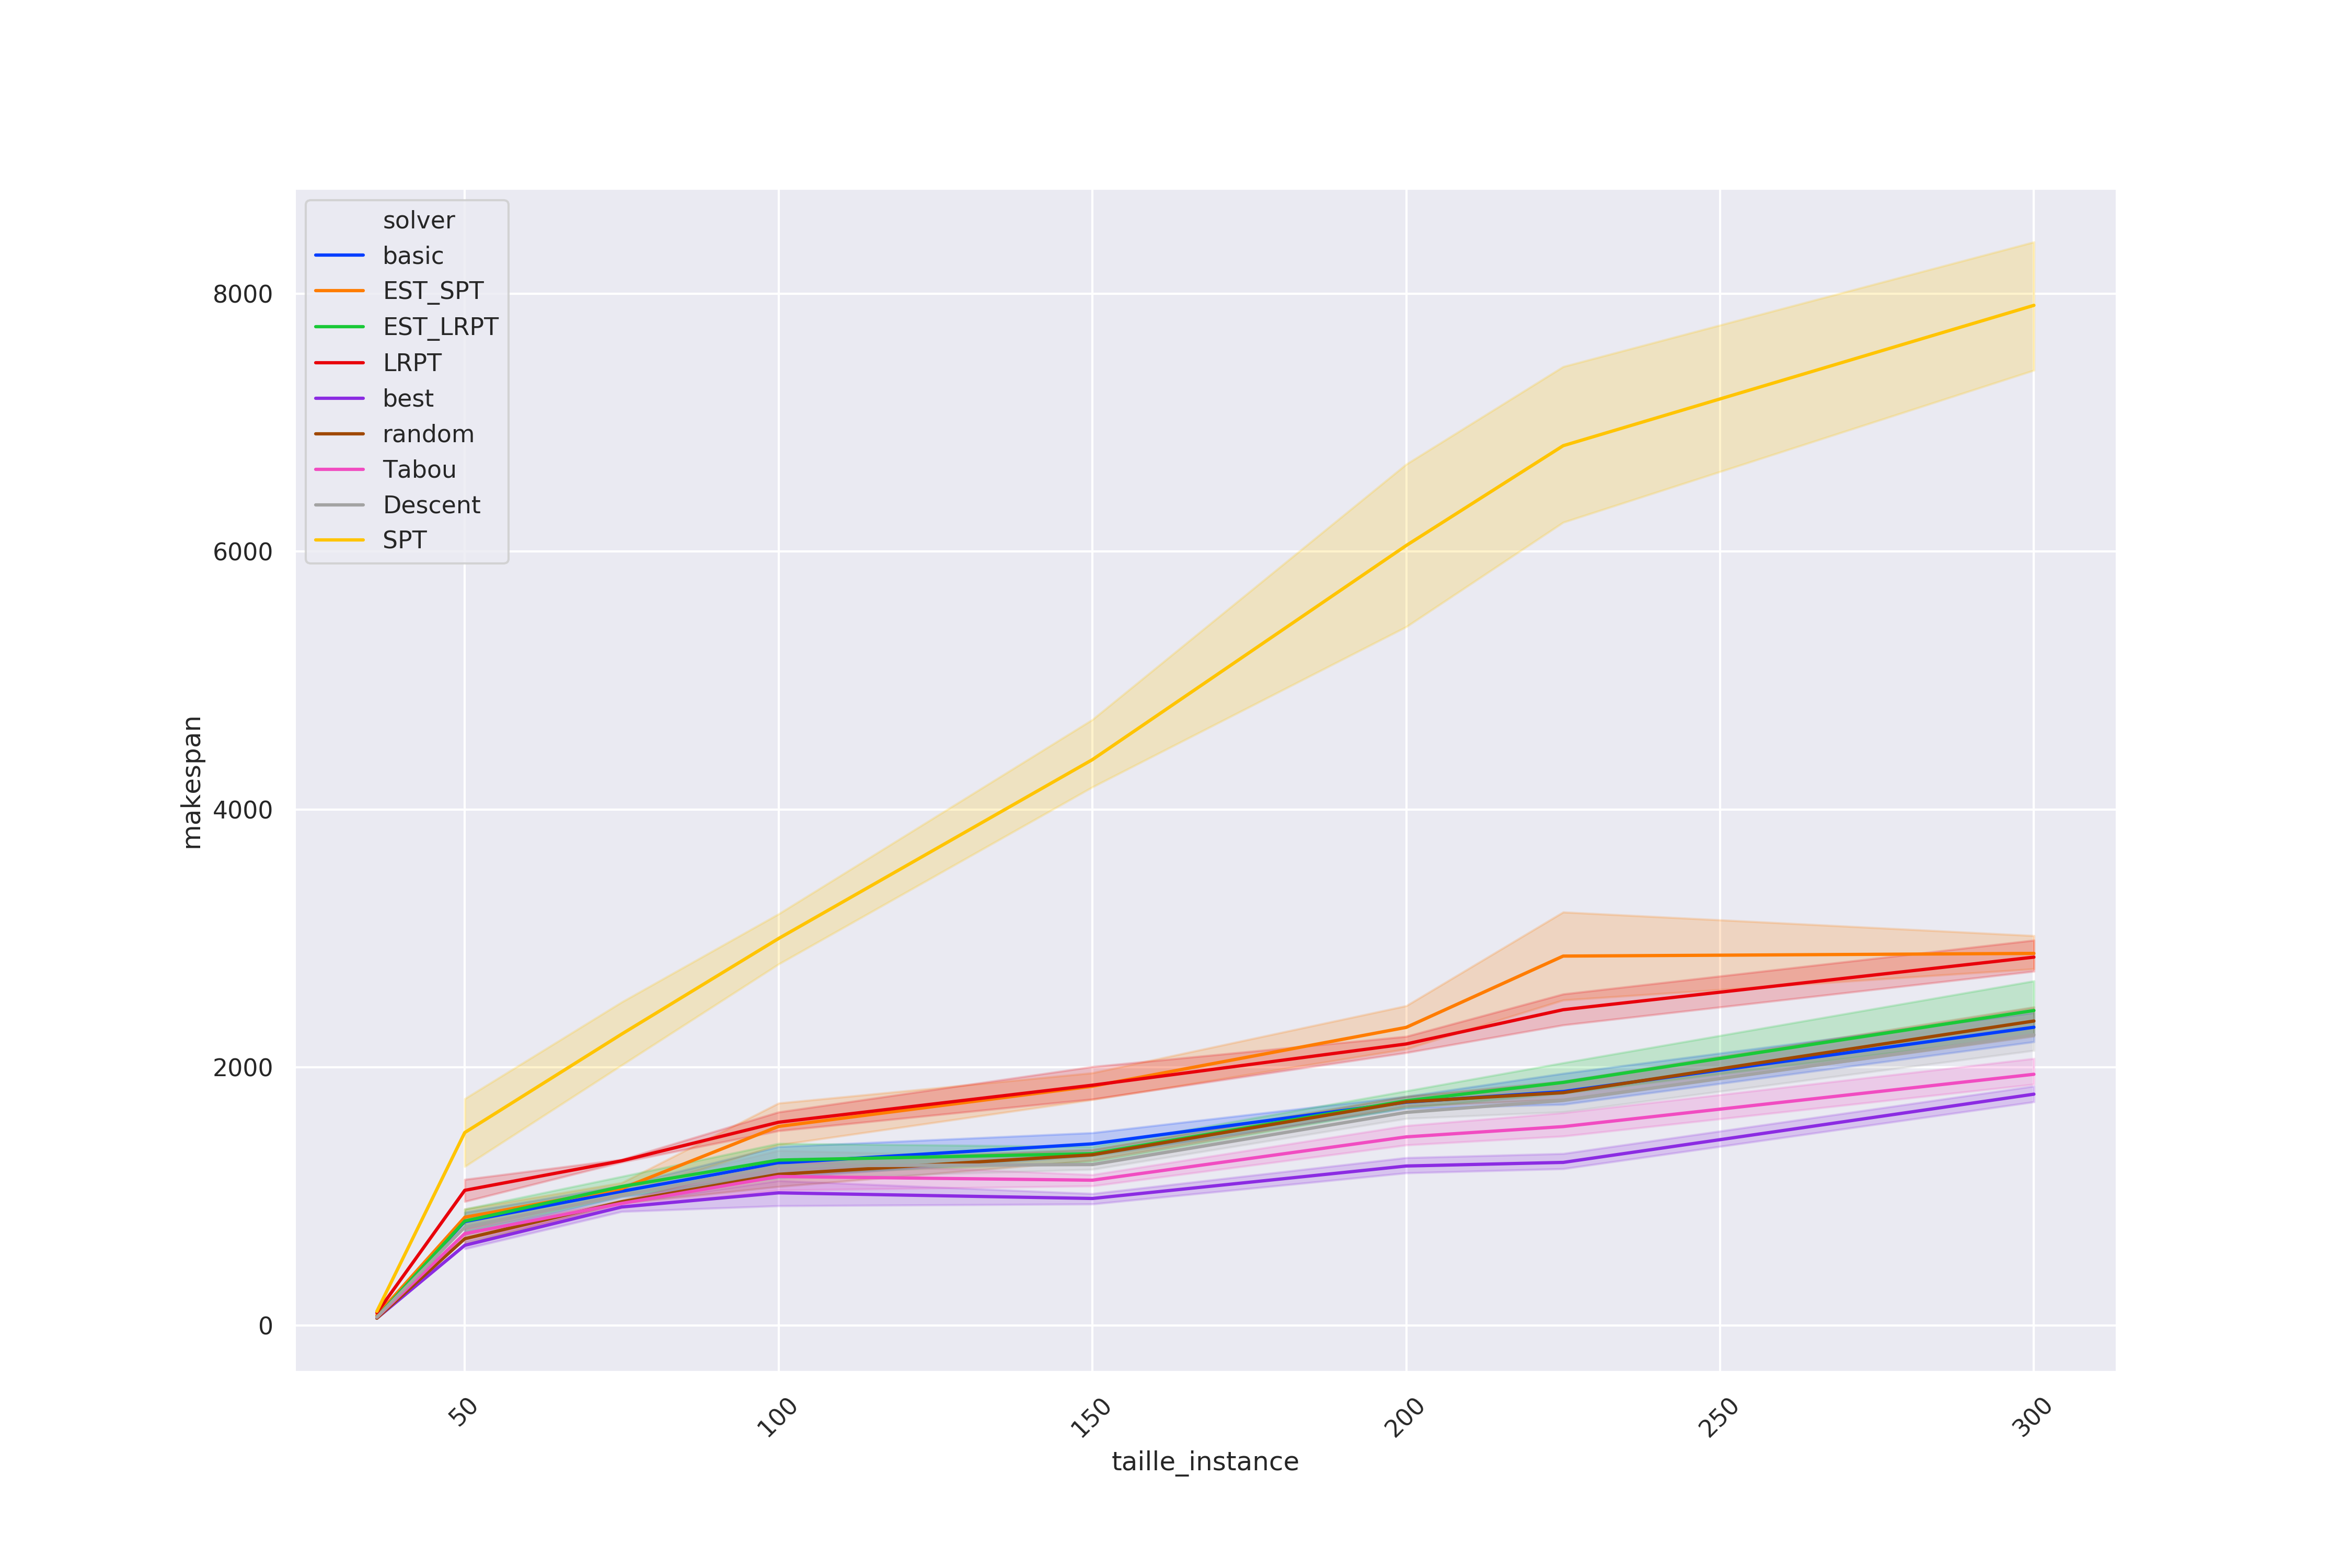 solver
basic
EST_SPT
EST_LRPT
LRPT
best
random
Tabou
Descent
SPT
8000
6000
4000
2000
0
makespan
50
100
150
200
250
300
taille_instance